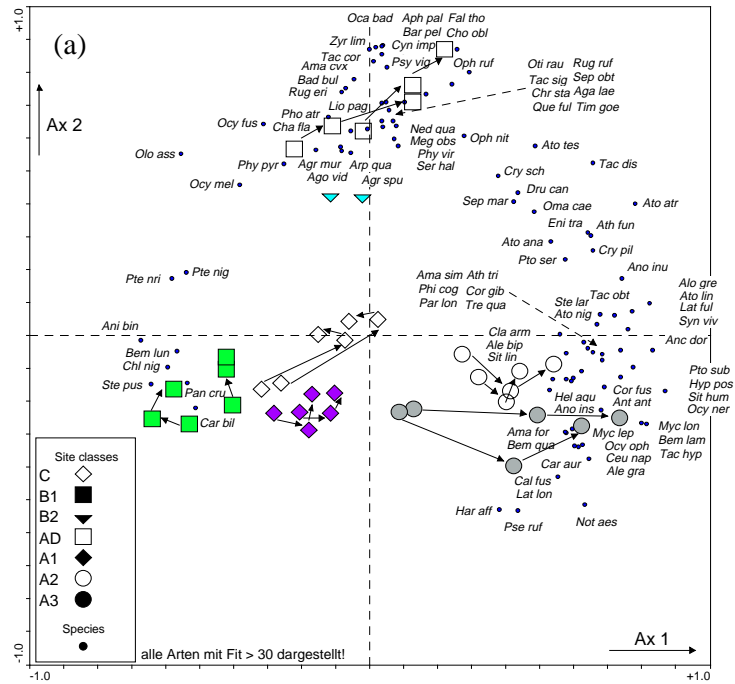 +1.0
(a)
Ax 2
Oca bad
Aph pal
Fal tho
Bar pel
Cho obl
Zyr lim
Cyn imp
Tac cor
Psy vig
Oph ruf
Ama cvx
Bad bul
Rug eri
Lio pag
Oti rau
Rug ruf
Tac sig
Sep obt
Chr sta
Aga lae
Que ful
Tim goe
Ocy fus
Pho atr
Cha fla
Ned qua
Meg obs
Phy vir
Ser hal
Oph nit
Ato tes
Olo ass
Phy pyr
Agr mur
Arp qua
Ago vid
Agr spu
Tac dis
Cry sch
Ocy mel
Dru can
Sep mar
Oma cae
Ato atr
Eni tra
Ath fun
Ato ana
Cry pil
Pto ser
Pte nri
Pte nig
Ano inu
Ama sim
Ath tri
Phi cog
Cor gib
Par lon
Tre qua
Ste lar
Tac obt
Ato nig
Alo gre
Ato lin
Lat ful
Syn viv
Ani bin
Bem lun
Chl nig
Ste pus
Pan cru
Car bil
Cla arm
Ale bip
Sit lin
Anc dor
Pto sub
Hyp pos
Sit hum
Ocy ner
Hel aqu
Ano ins
Cor fus
Ant ant
Ama for
Bem qua
Myc lep
Ocy oph
Ceu nap
Ale gra
Myc lon
Bem lam
Tac hyp
Car aur
Cal fus
Lat lon
Har aff
Pse ruf
Not aes
Site classes
C
B1
B2
AD
A1
A2
A3
Species
alle Arten mit Fit > 30 dargestellt!
Ax 1
-1.0
-1.0
+1.0